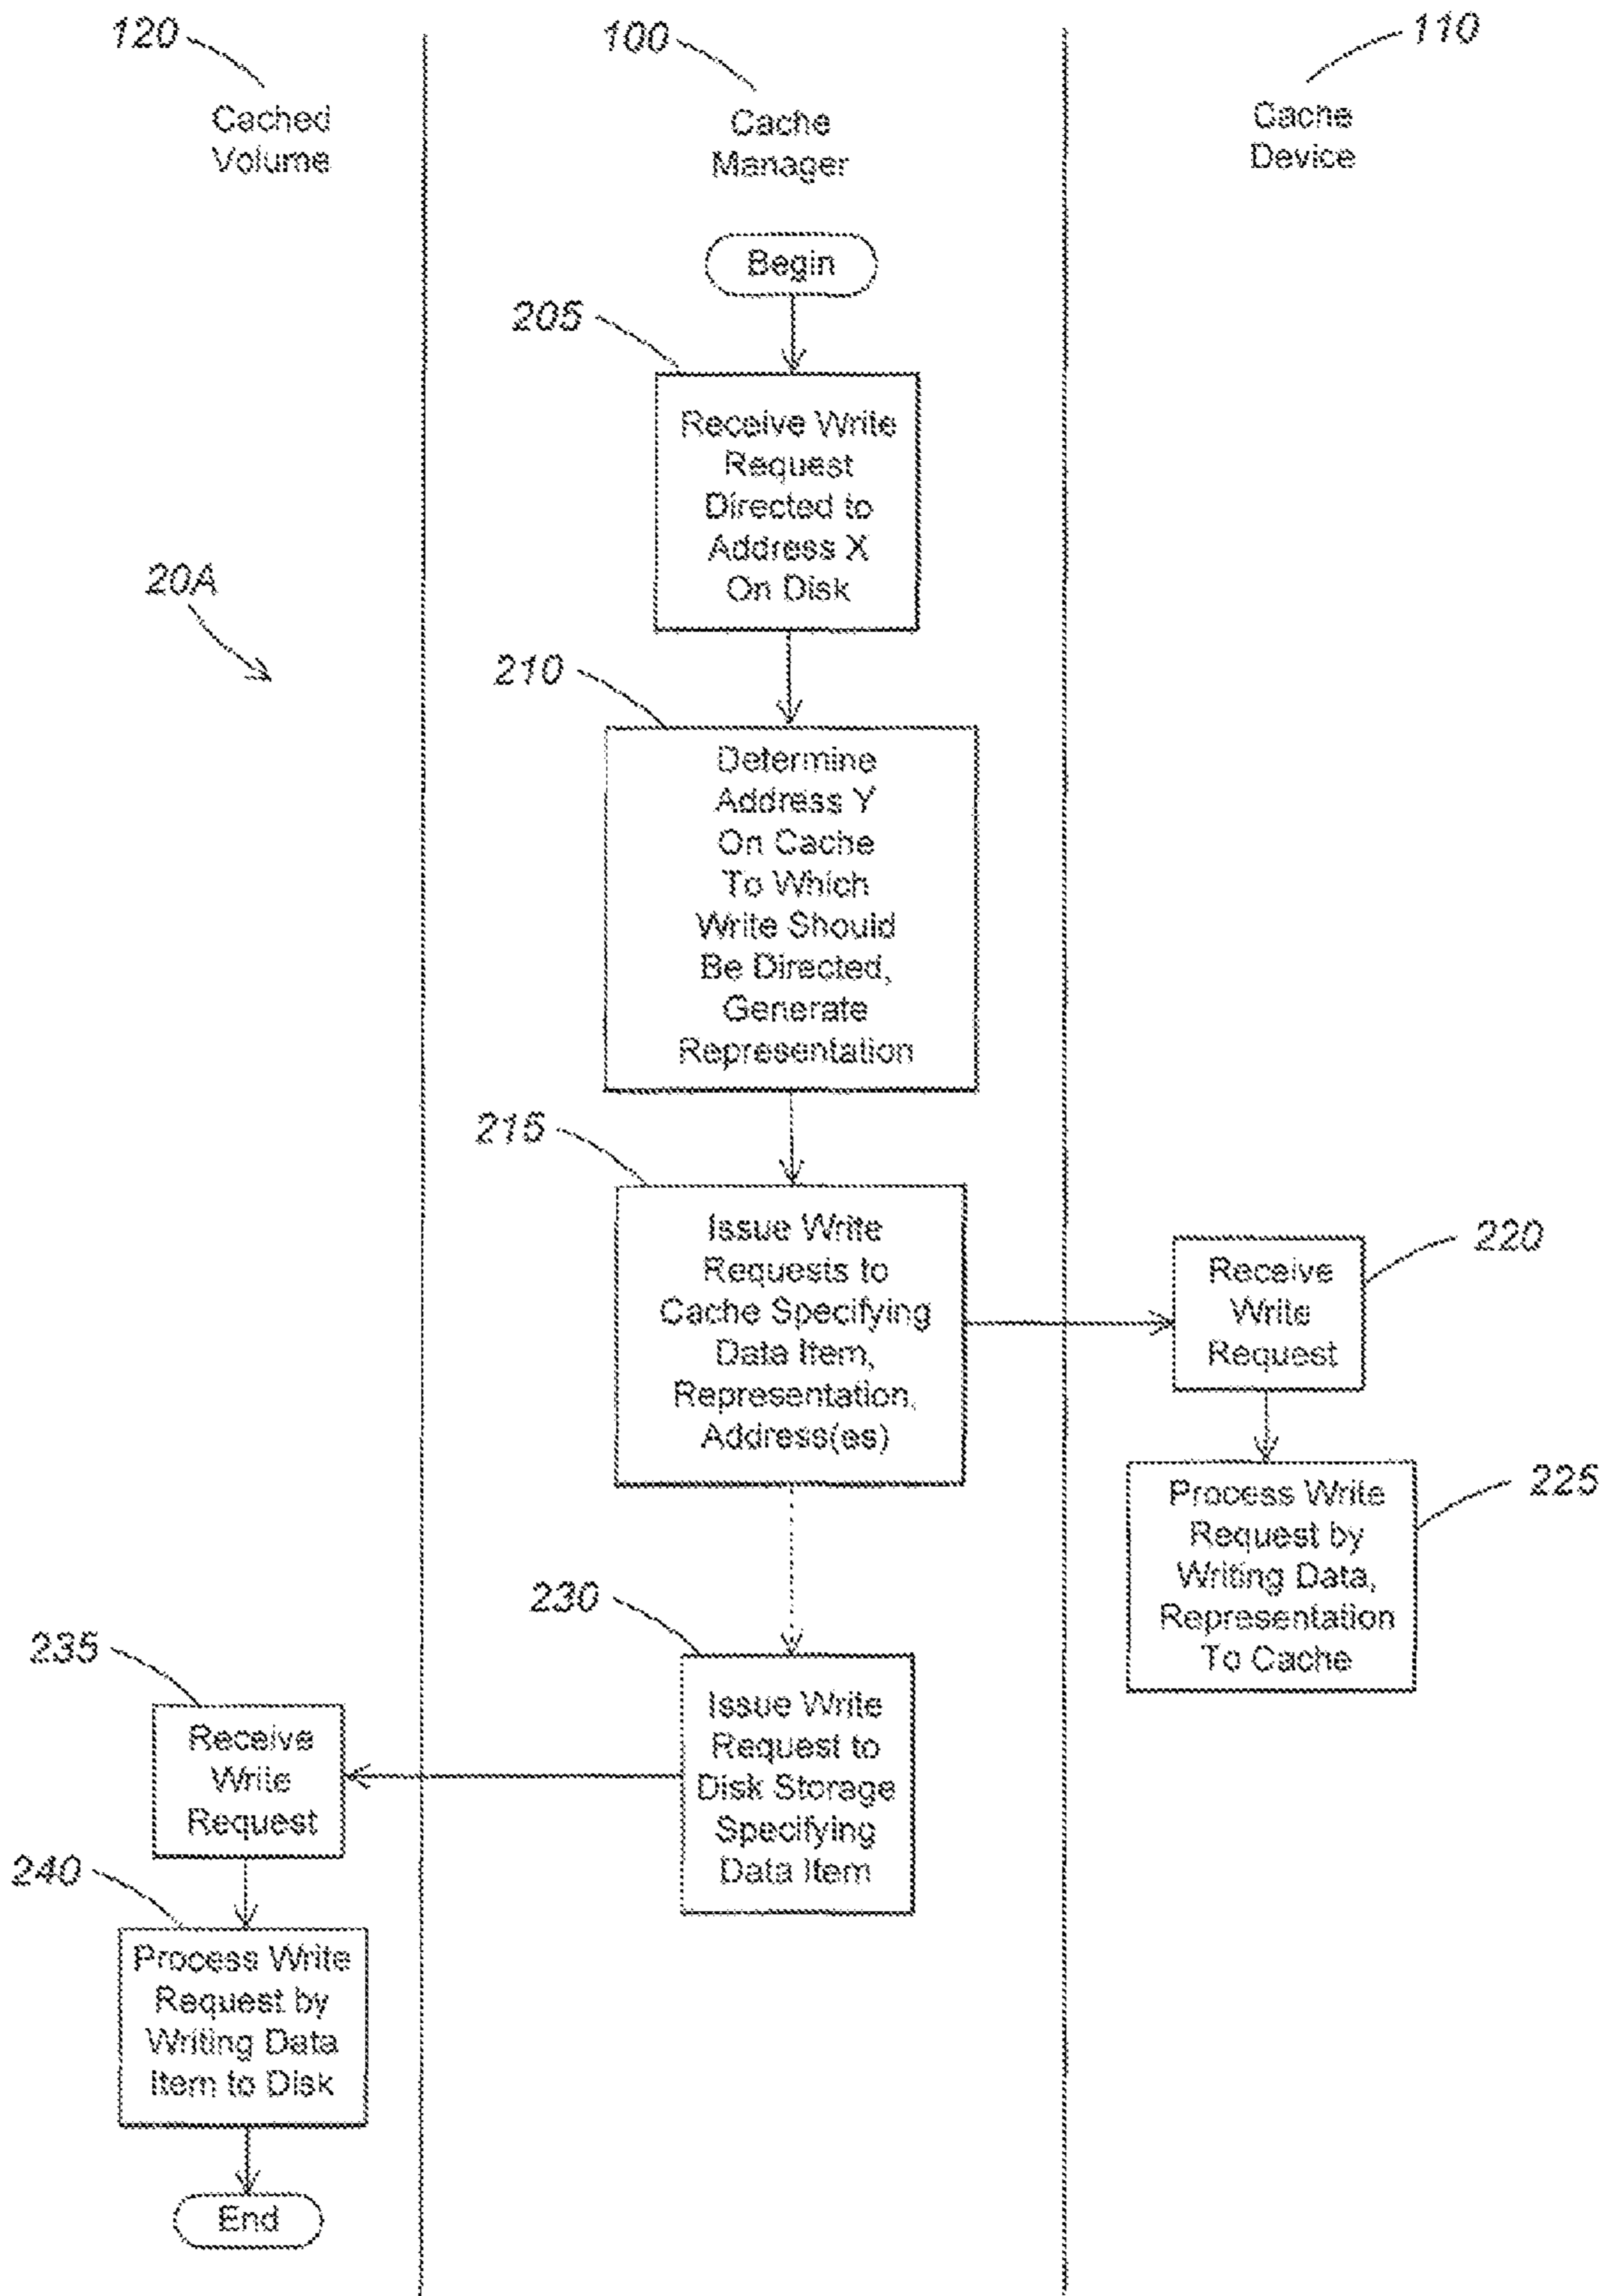 120
100
110
Cached
Volume
Cache
Manager
Cache
Device
Begin
205
Receive Write
Request
Directed to
Address X
On Disk
20A
210
Determine
Address Y
On Cache
To Which
Write Should
Be Directed,
Generate
Representation
215
Issue Write
Requests to
Cache Specifying
Data Item,
Representation,
Address(es)
220
Receive
Write
Request
225
Process Write
Request by
Writing Data,
Representation
To Cache
230
Issue Write
Request to
Disk Storage
Specifying
Data Item
235
Receive
Write
Request
240
Process Write
Request by
Writing Data
Item to Disk
End